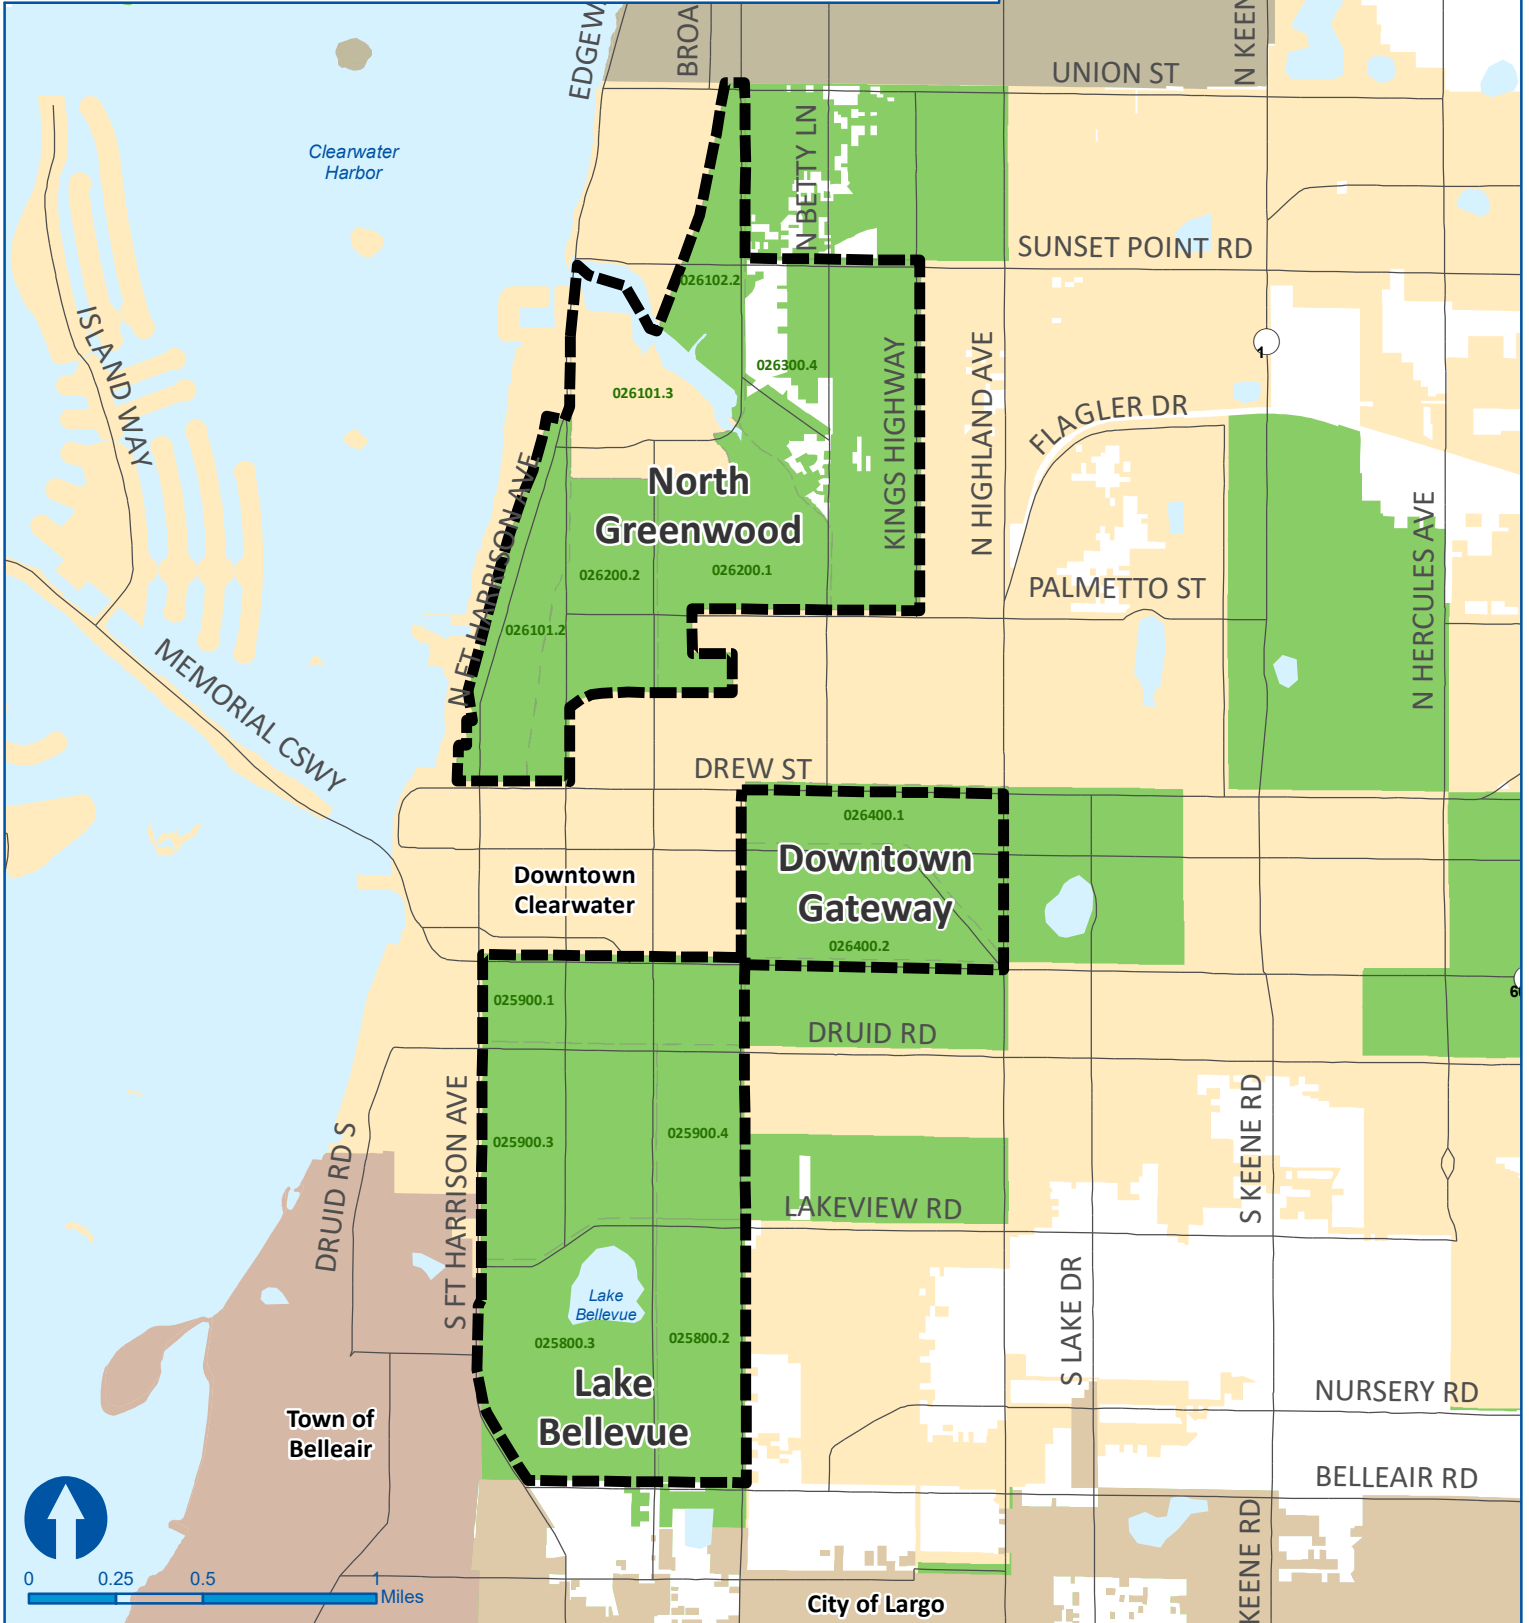 EDGEW
BROA
N KEEN
UNION ST
Clearwater
Harbor
N BETTY LN
SUNSET POINT RD
026102.2
ISLAND WAY
026300.4
KINGS HIGHWAY
N HIGHLAND AVE
1
026101.3
FLAGLER DR
North
Greenwood
N FT HARRISON AVE
N HERCULES AVE
026200.2
026200.1
PALMETTO ST
026101.2
MEMORIAL CSWY
DREW ST
026400.1
Downtown
Gateway
Downtown
Clearwater
026400.2
025900.1
6
DRUID RD
S FT HARRISON AVE
025900.3
025900.4
DRUID RD S
S KEENE RD
LAKEVIEW RD
Lake
Bellevue
S LAKE DR
025800.3
025800.2
Lake
Bellevue
NURSERY RD
Town of
Belleair
BELLEAIR RD
KEENE RD
0 0.25 0.5 1
Miles
City of Largo